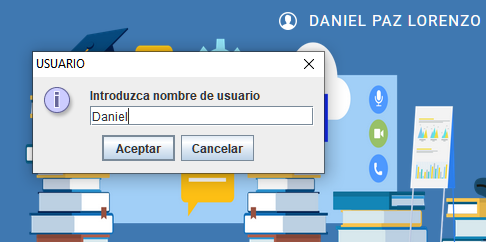 DANIEL PAZ LORENZO
USUARIO
Introduzca nombre de usuario
Daniel
Aceptar Cancelar